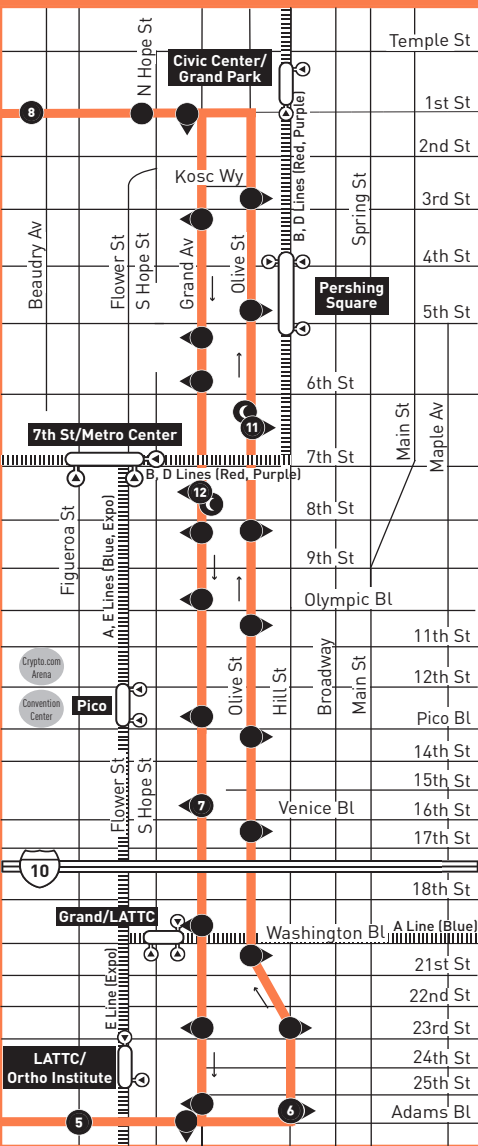 Temple St
N Hope St
Civic Center/
Grand Park
8
1st St
2nd St
B, D Lines (Red, Purple)
Kosc Wy
3rd St
Spring St
Beaudry Av
Flower St
S Hope St
Grand Av
Olive St
4th St
Pershing
Square
5th St
6th St
11
Main St
Maple Av
7th St/Metro Center
7th St
B, D Lines (Red, Purple)
12
8th St
Figueroa St
A, E Lines (Blue, Expo)
9th St
Olympic Bl
11th St
Crypto.com
Arena
Olive St
Hill St
Broadway
Main St
12th St
Convention
Center
Pico
Pico Bl
14th St
Flower St
S Hope St
15th St
7
Venice Bl
16th St
17th St
10
18th St
Grand/LATTC
Washington Bl
A Line (Blue)
21st St
E Line (Expo)
22nd St
23rd St
LATTC/
Ortho Institute
24th St
25th St
5
6
Adams Bl